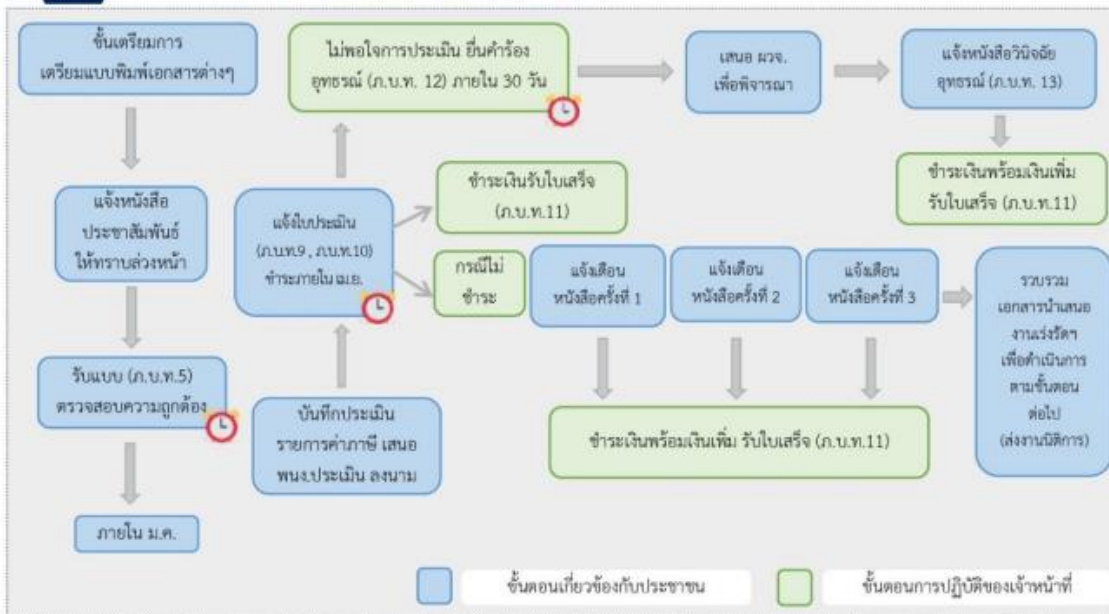 ขั้นเตรียมการ
เตรียมแบบพิมพ์เอกสารต่างๆ
แจ้งหนังสือ
ประชาสัมพันธ์
ให้ทราบล่วงหน้า
รับแบบ (ภ.บ.ท.5)
ตรวจสอบความถูกต้อง
ภายใน ม.ค.
บันทึกประเมิน
รายการค่าภาษี เสนอ
พนง.ประเมิน ลงนาม
แจ้งใบประเมิน
(ภ.บ.ท.9 , ภ.บ.ท.10)
ชำระภายใน เม.ย.
ไม่พอใจการประเมิน ยื่นคำร้อง
อุทธรณ์ (ภ.บ.ท. 12) ภายใน 30 วัน
เสนอ ผวจ.
เพื่อพิจารณา
แจ้งหนังสือวินิจฉัย
อุทธรณ์ (ภ.บ.ท. 13)
ชำระเงินพร้อมเงินเพิ่ม
รับใบเสร็จ (ภ.บ.ท.11)
ชำระเงินรับใบเสร็จ
(ภ.บ.ท.11)
กรณีไม่
ชำระ
แจ้งเตือน
หนังสือครั้งที่ 1
แจ้งเตือน
หนังสือครั้งที่ 2
แจ้งเตือน
หนังสือครั้งที่ 3
รวบรวม
เอกสารนำเสนอ
งานเร่งรัดฯ
เพื่อดำเนินการ
ตามขั้นตอน
ต่อไป
(ส่งงานนิติการ)
ชำระเงินพร้อมเงินเพิ่ม รับใบเสร็จ (ภ.บ.ท.11)
ขั้นตอนเกี่ยวข้องกับประชาชน
ขั้นตอนการปฏิบัติของเจ้าหน้าที่